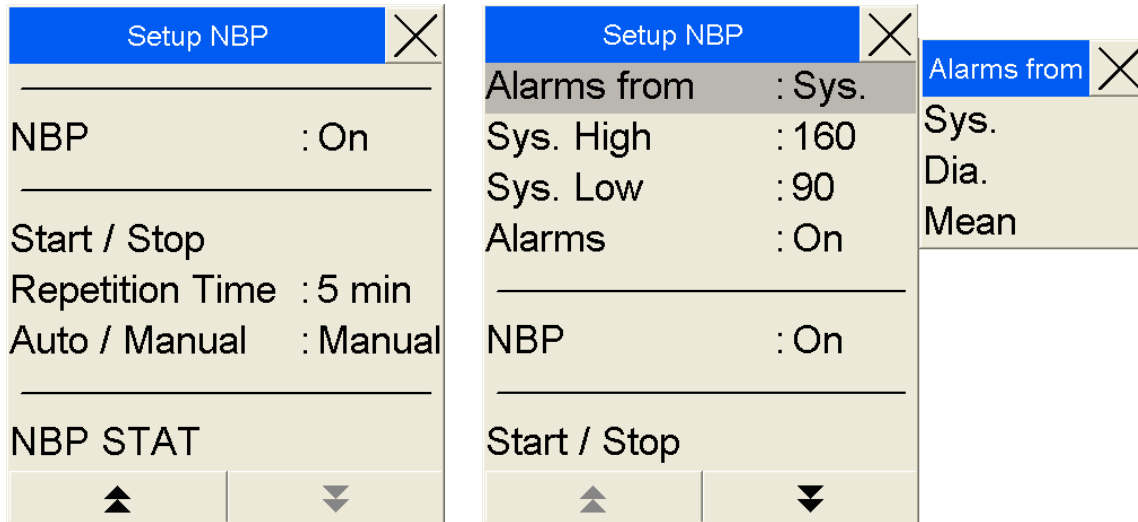 Setup NBP
NBP : On
Start / Stop
Repetition Time : 5 min
Auto / Manual : Manual
NBP STAT
Setup NBP
Alarms from : Sys.
Sys. High : 160
Sys. Low : 90
Alarms : On
NBP : On
Start / Stop
Alarms from
Sys.
Dia.
Mean